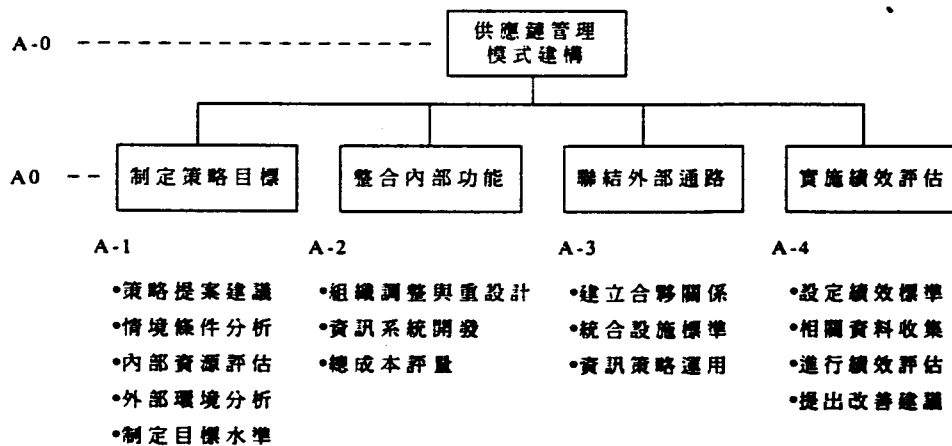 A-0
供應鏈管理
模式建構
A0
制定策略目標
整合內部功能
聯結外部通路
實施績效評估
A-1
•策略提案建議
•情境條件分析
•內部資源評估
•外部環境分析
•制定目標水準
A-2
•組織調整與重設計
•資訊系統開發
•總成本評量
A-3
•建立合夥關係
•統合設施標準
•資訊策略運用
A-4
•設定績效標準
•相關資料收集
•進行績效評估
•提出改善建議